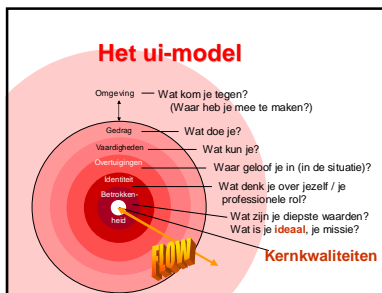 Het ui-model
Omgeving
Wat kom je tegen?
(Waar heb je mee te maken?)
Gedrag
Wat doe je?
Vaardigheden
Wat kun je?
Overtuigingen
Waar geloof je in (in de situatie)?
Identiteit
Wat denk je over jezelf / je
professionele rol?
Betrokken-
heid
Wat zijn je diepste waarden?
Wat is je ideaal, je missie?
FLOW
Kernkwaliteiten